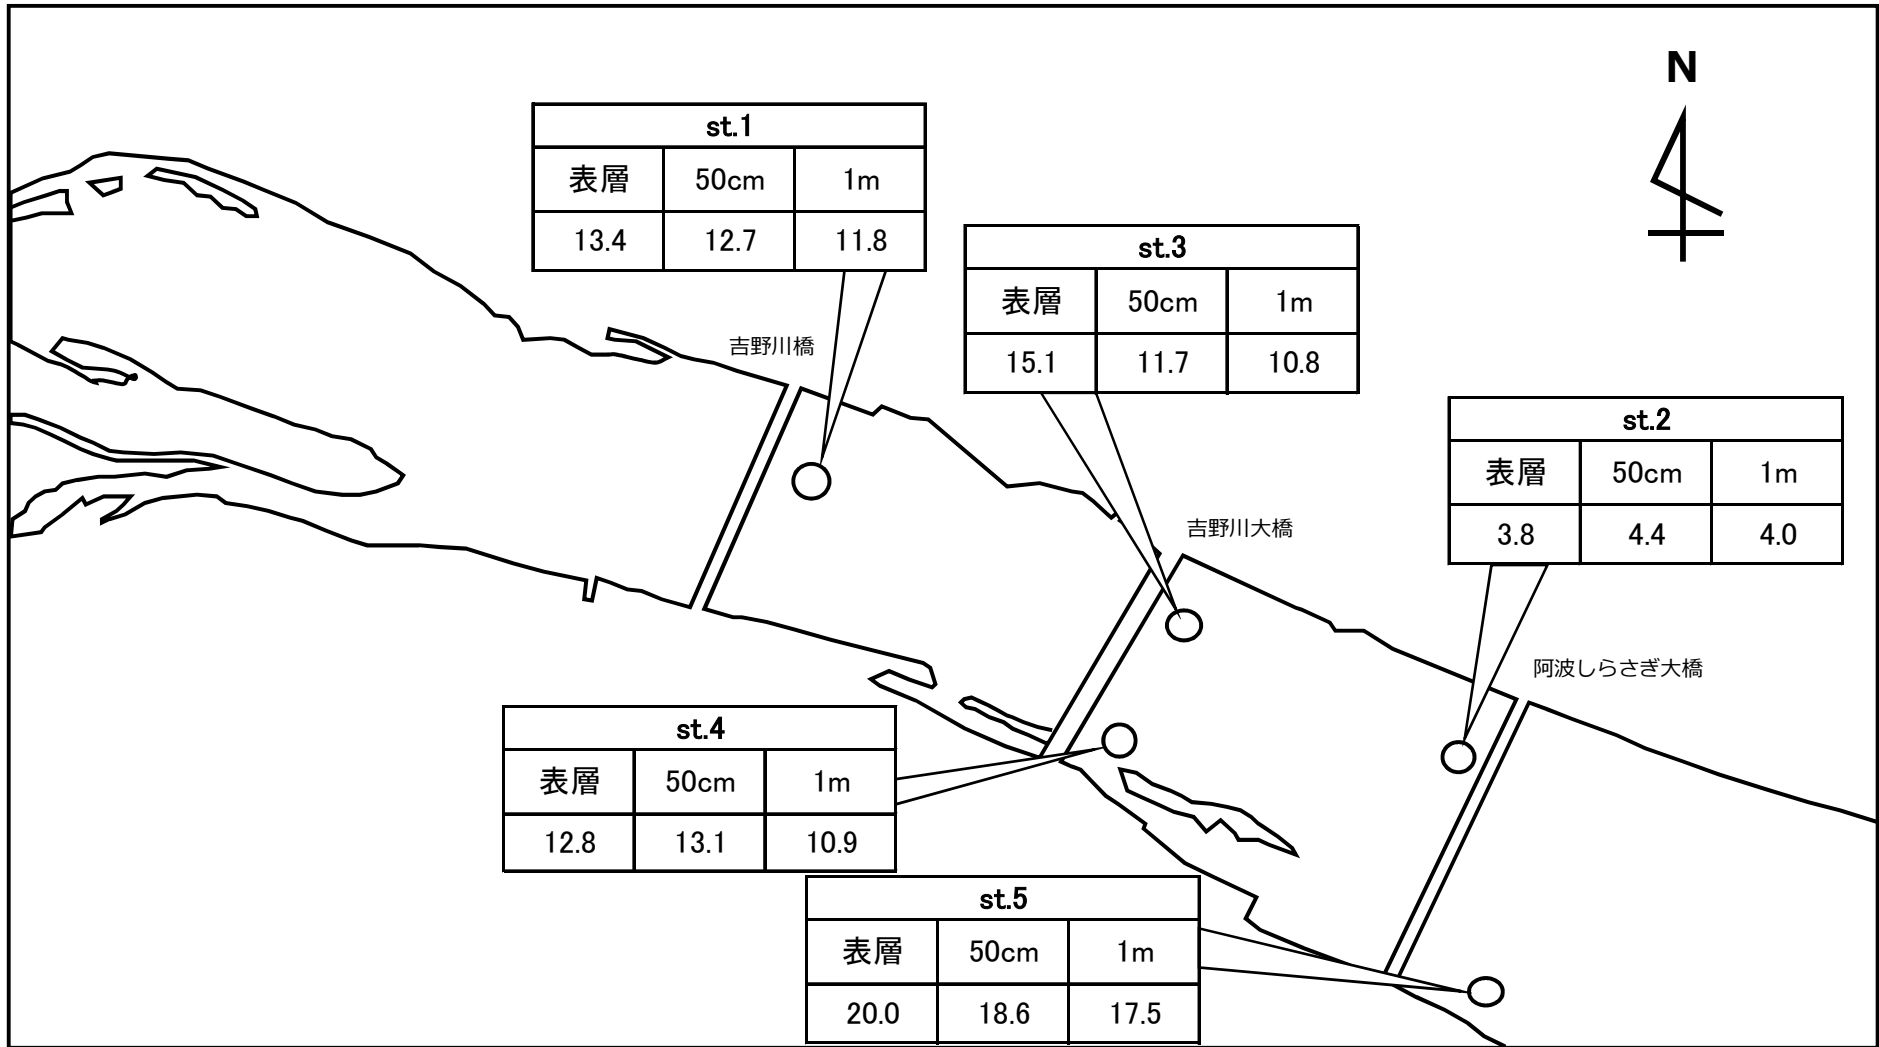 N
st.1
表層 50cm 1m
13.4 12.7 11.8
st.3
表層 50cm 1m
15.1 11.7 10.8
吉野川橋
st.2
表層 50cm 1m
3.8 4.4 4.0
吉野川大橋
阿波しらさぎ大橋
st.4
表層 50cm 1m
12.8 13.1 10.9
st.5
表層 50cm 1m
20.0 18.6 17.5